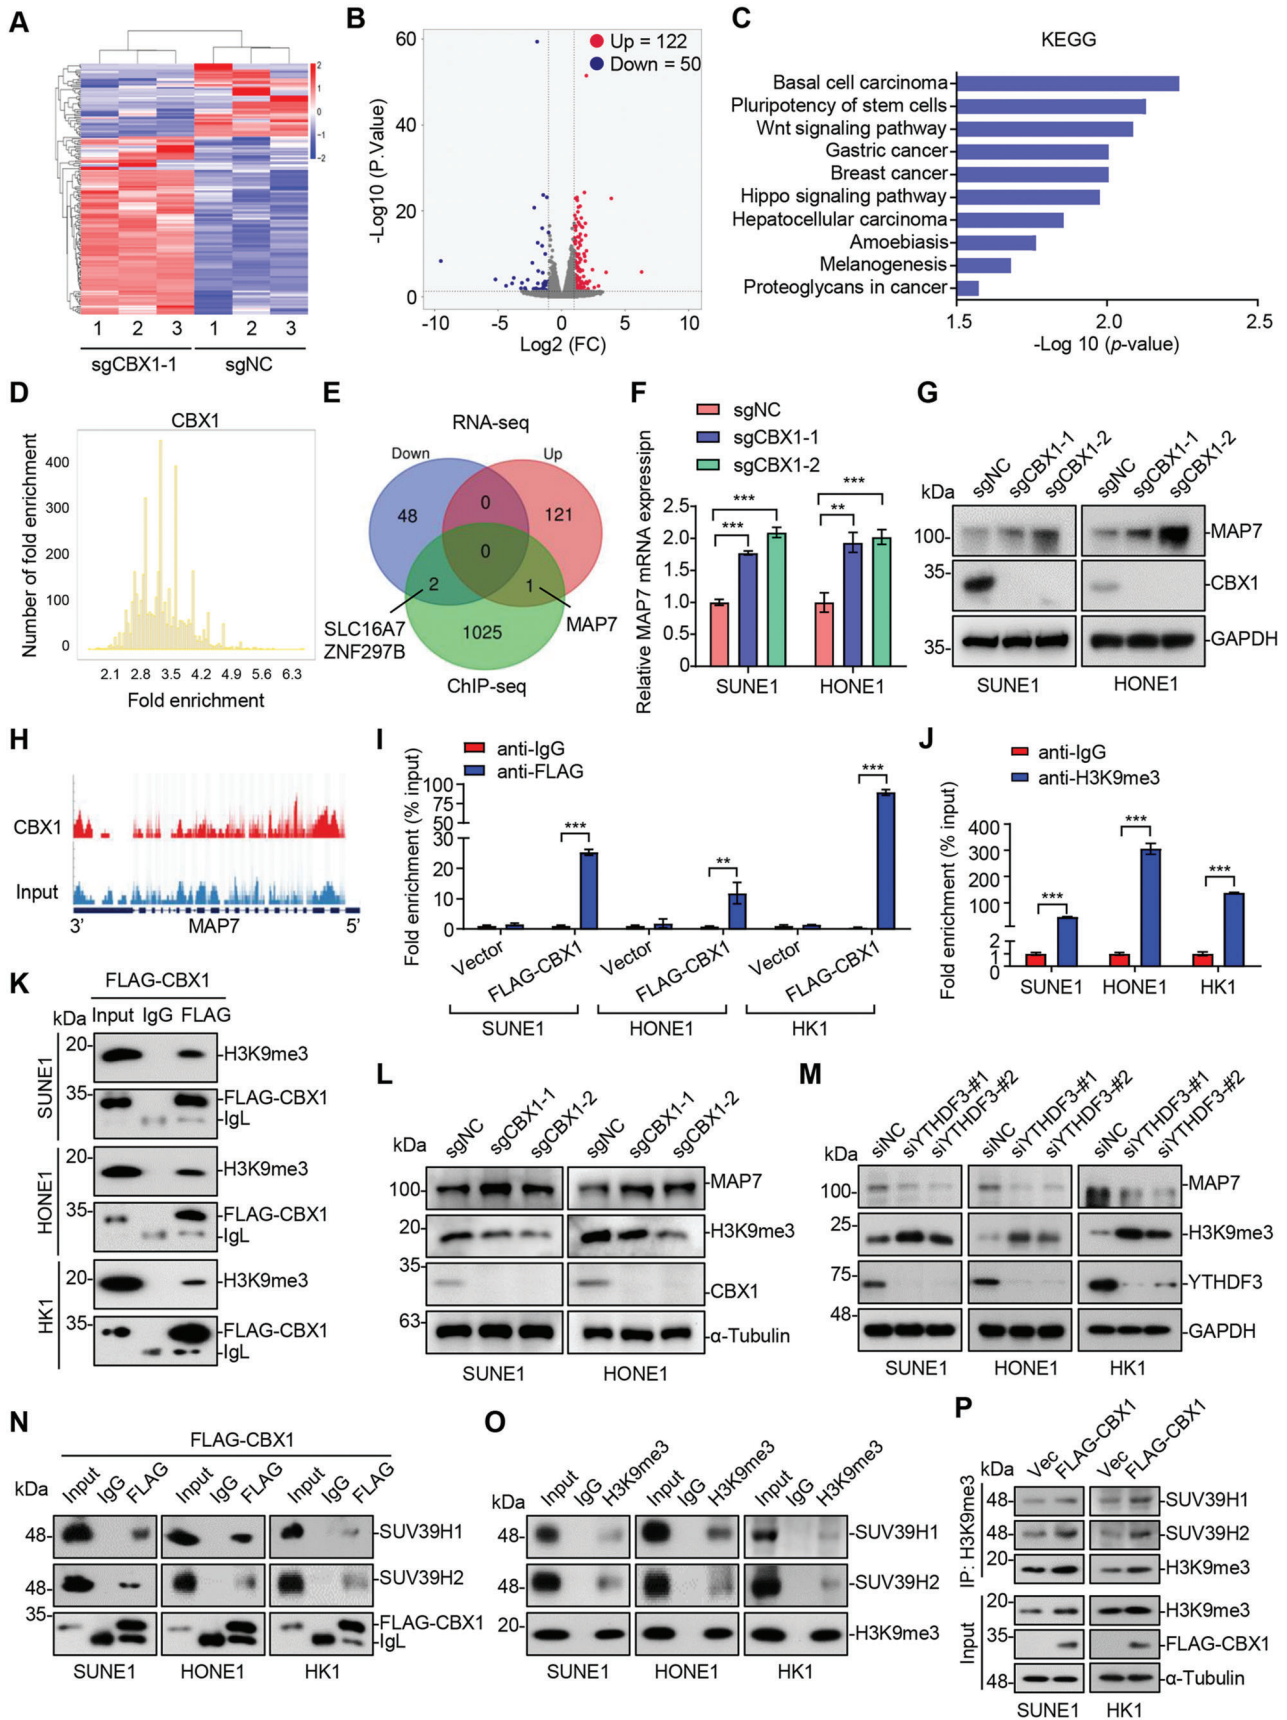 A
2
1
0
-1
-2
1 2 3 1 2 3
sgCBX1-1 sgNC
B
-Log10 (P.Value)
60
40
20
0
Up = 122
Down = 50
-10 -5 0 5 10
Log2 (FC)
C
KEGG
Basal cell carcinoma
Pluripotency of stem cells
Wnt signaling pathway
Gastric cancer
Breast cancer
Hippo signaling pathway
Hepatocellular carcinoma
Amoebiasis
Melanogenesis
Proteoglycans in cancer
1.5 2.0 2.5
-Log 10 (p-value)
D
CBX1
Number of fold enrichment
400
300
200
100
0
2.1 2.8 3.5 4.2 4.9 5.6 6.3
Fold enrichment
E
RNA-seq
Down Up
48 0 121
0
2 1
1025
SLC16A7
ZNF297B
MAP7
ChIP-seq
F
sgNC
sgCBX1-1
sgCBX1-2
Relative MAP7 mRNA expressipn
2.5
2.0
1.5
1.0
0.5
0
*** *** *** **
SUNE1 HONE1
G
kDa
sgNC sgCBX1-1 sgCBX1-2 sgNC sgCBX1-1 sgCBX1-2
100- -MAP7
35- -CBX1
35- -GAPDH
SUNE1 HONE1
H
CBX1
Input
3’ MAP7 5’
I
anti-IgG
anti-FLAG
Fold enrichment (% input)
100
75
50
30
20
10
0
*** ** ***
Vector FLAG-CBX1 Vector FLAG-CBX1 Vector FLAG-CBX1
SUNE1 HONE1 HK1
J
anti-IgG
anti-H3K9me3
Fold enrichment (% input)
400
300
200
100
2
1
0
*** *** ***
SUNE1 HONE1 HK1
K
FLAG-CBX1
kDa Input IgG FLAG
SUNE1
20- -H3K9me3
35- -FLAG-CBX1
-IgL
HONE1
20- -H3K9me3
35- -FLAG-CBX1
-IgL
HK1
20- -H3K9me3
35- -FLAG-CBX1
-IgL
L
kDa
sgNC sgCBX1-1 sgCBX1-2 sgNC sgCBX1-1 sgCBX1-2
100- -MAP7
20- -H3K9me3
35- -CBX1
63- -α-Tubulin
SUNE1 HONE1
M
kDa
siNC siYTHDF3-#1 siYTHDF3-#2 siNC siYTHDF3-#1 siYTHDF3-#2 siNC siYTHDF3-#1 siYTHDF3-#2
100- -MAP7
25- -H3K9me3
75- -YTHDF3
48- -GAPDH
SUNE1 HONE1 HK1
N
FLAG-CBX1
kDa
Input IgG FLAG Input IgG FLAG Input IgG FLAG
48- -SUV39H1
48- -SUV39H2
35- -FLAG-CBX1
-IgL
SUNE1 HONE1 HK1
O
kDa
Input IgG H3K9me3 Input IgG H3K9me3 Input IgG H3K9me3
48- -SUV39H1
48- -SUV39H2
20- -H3K9me3
SUNE1 HONE1 HK1
P
kDa
Vec FLAG-CBX1 Vec FLAG-CBX1
IP: H3K9me3
48- -SUV39H1
48- -SUV39H2
20- -H3K9me3
Input
20- -H3K9me3
35- -FLAG-CBX1
48- -α-Tubulin
SUNE1 HK1